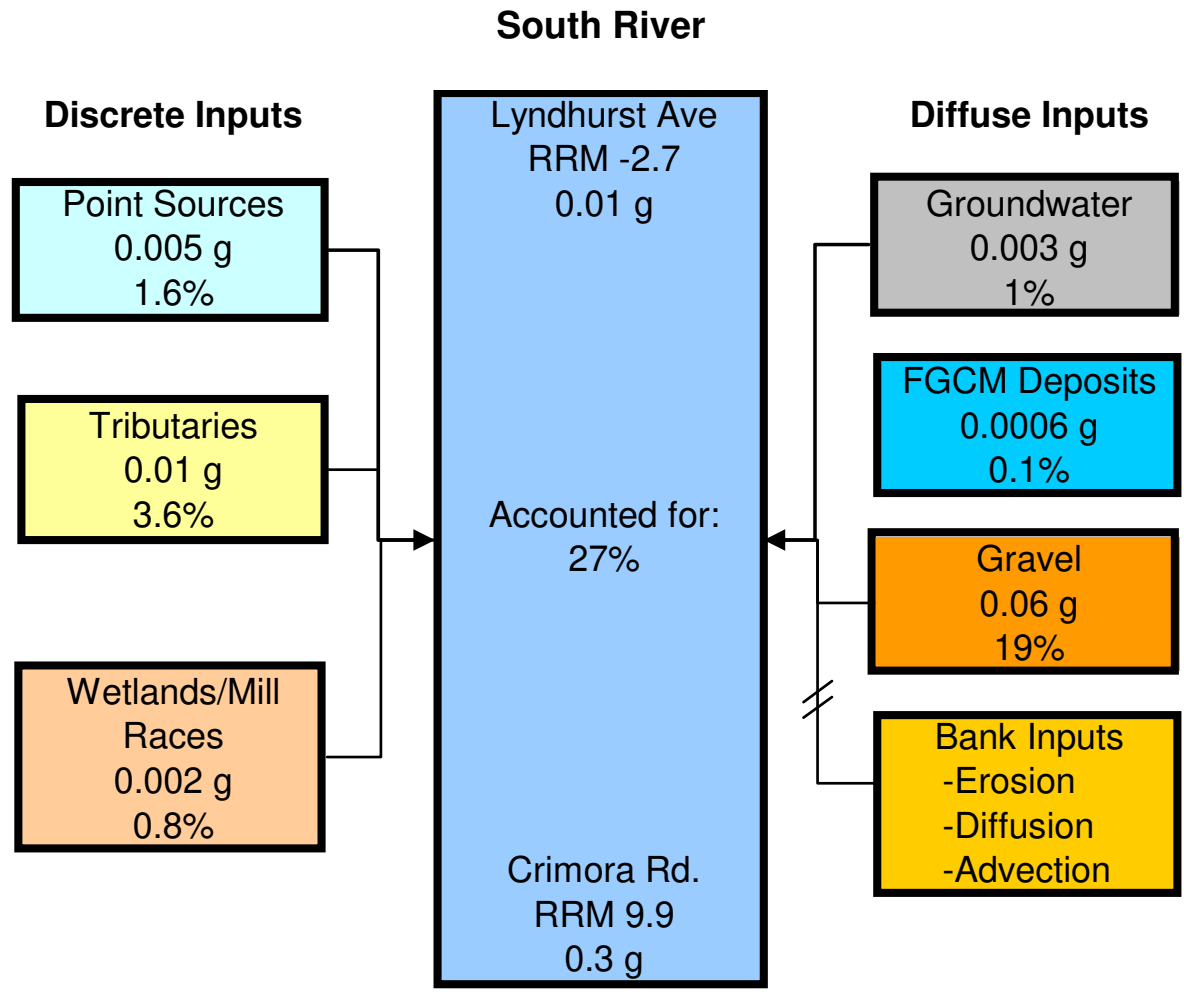 South River
Discrete Inputs
Point Sources
0.005 g
1.6%
Tributaries
0.01 g
3.6%
Wetlands/Mill
Races
0.002 g
0.8%
Lyndhurst Ave
RRM -2.7
0.01 g
Accounted for:
27%
Crimora Rd.
RRM 9.9
0.3 g
Diffuse Inputs
Groundwater
0.003 g
1%
FGCM Deposits
0.0006 g
0.1%
Gravel
0.06 g
19%
Bank Inputs
-Erosion
-Diffusion
-Advection